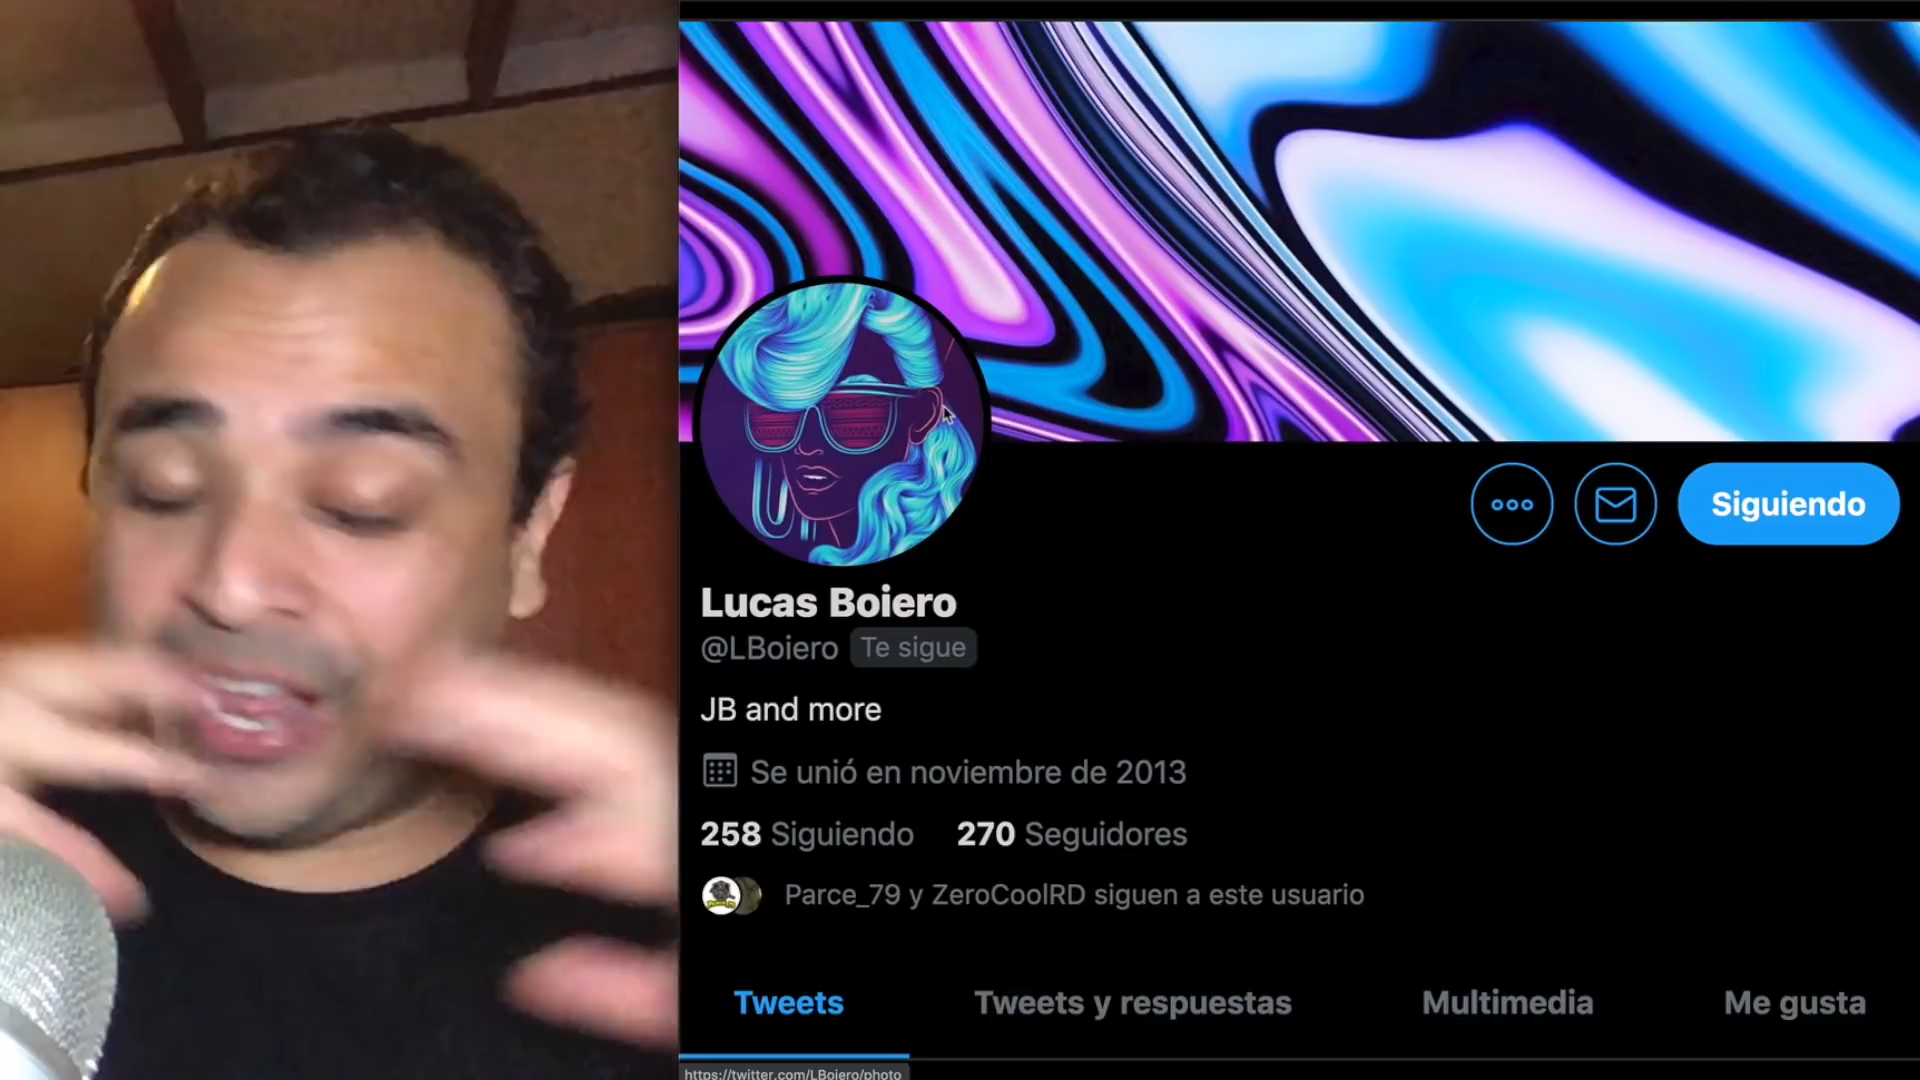 Siguiendo
Lucas Boiero
@LBoiero Te sigue
JB and more
Se unió en noviembre de 2013
258 Siguiendo 270 Seguidores
Parce_79 y ZeroCoolRD siguen a este usuario
Tweets Tweets y respuestas Multimedia Me gusta
https://twitter.com/LBoiero/photo